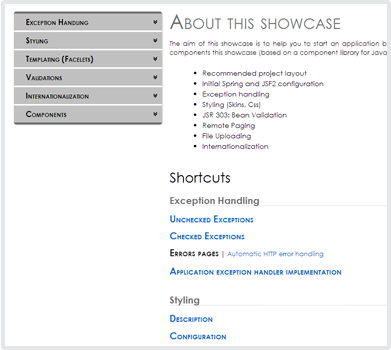 Exception Handling
Styling
Templating (Facelets)
Validations
Internationalization
Components
About this showcase
The aim of this showcase is to help you to start an application b
components this showcase (based on a component library for Java
Recommended project layout
Initial Spring and JSF2 configuration
Exception handling
Styling (Skins, Css)
JSR 303: Bean Validation
Remote Paging
File Uploading
Internationalization
Shortcuts
Exception Handling
Unchecked Exceptions
Checked Exceptions
Errors pages | Automatic HTTP error handling
Application exception handler implementation
Styling
Description
Configuration